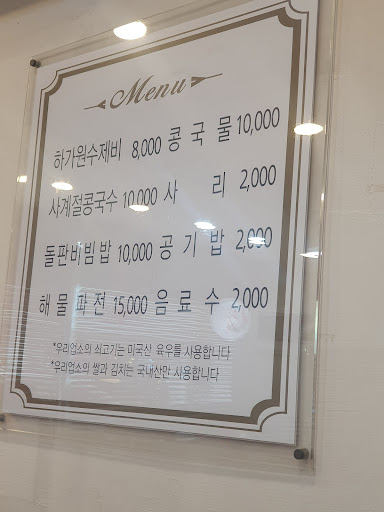 Menu
하가원수제비 8,000 콩국물 10,000
사계절콩국수 10,000 사리 2,000
돌판비빔밥 10,000 공기밥 2,000
해물파전 15,000 음료수 2,000
*우리업소의 쇠고기는 미국산 육우를 사용합니다
*우리업소의 쌀과 김치는 국내산만 사용합니다